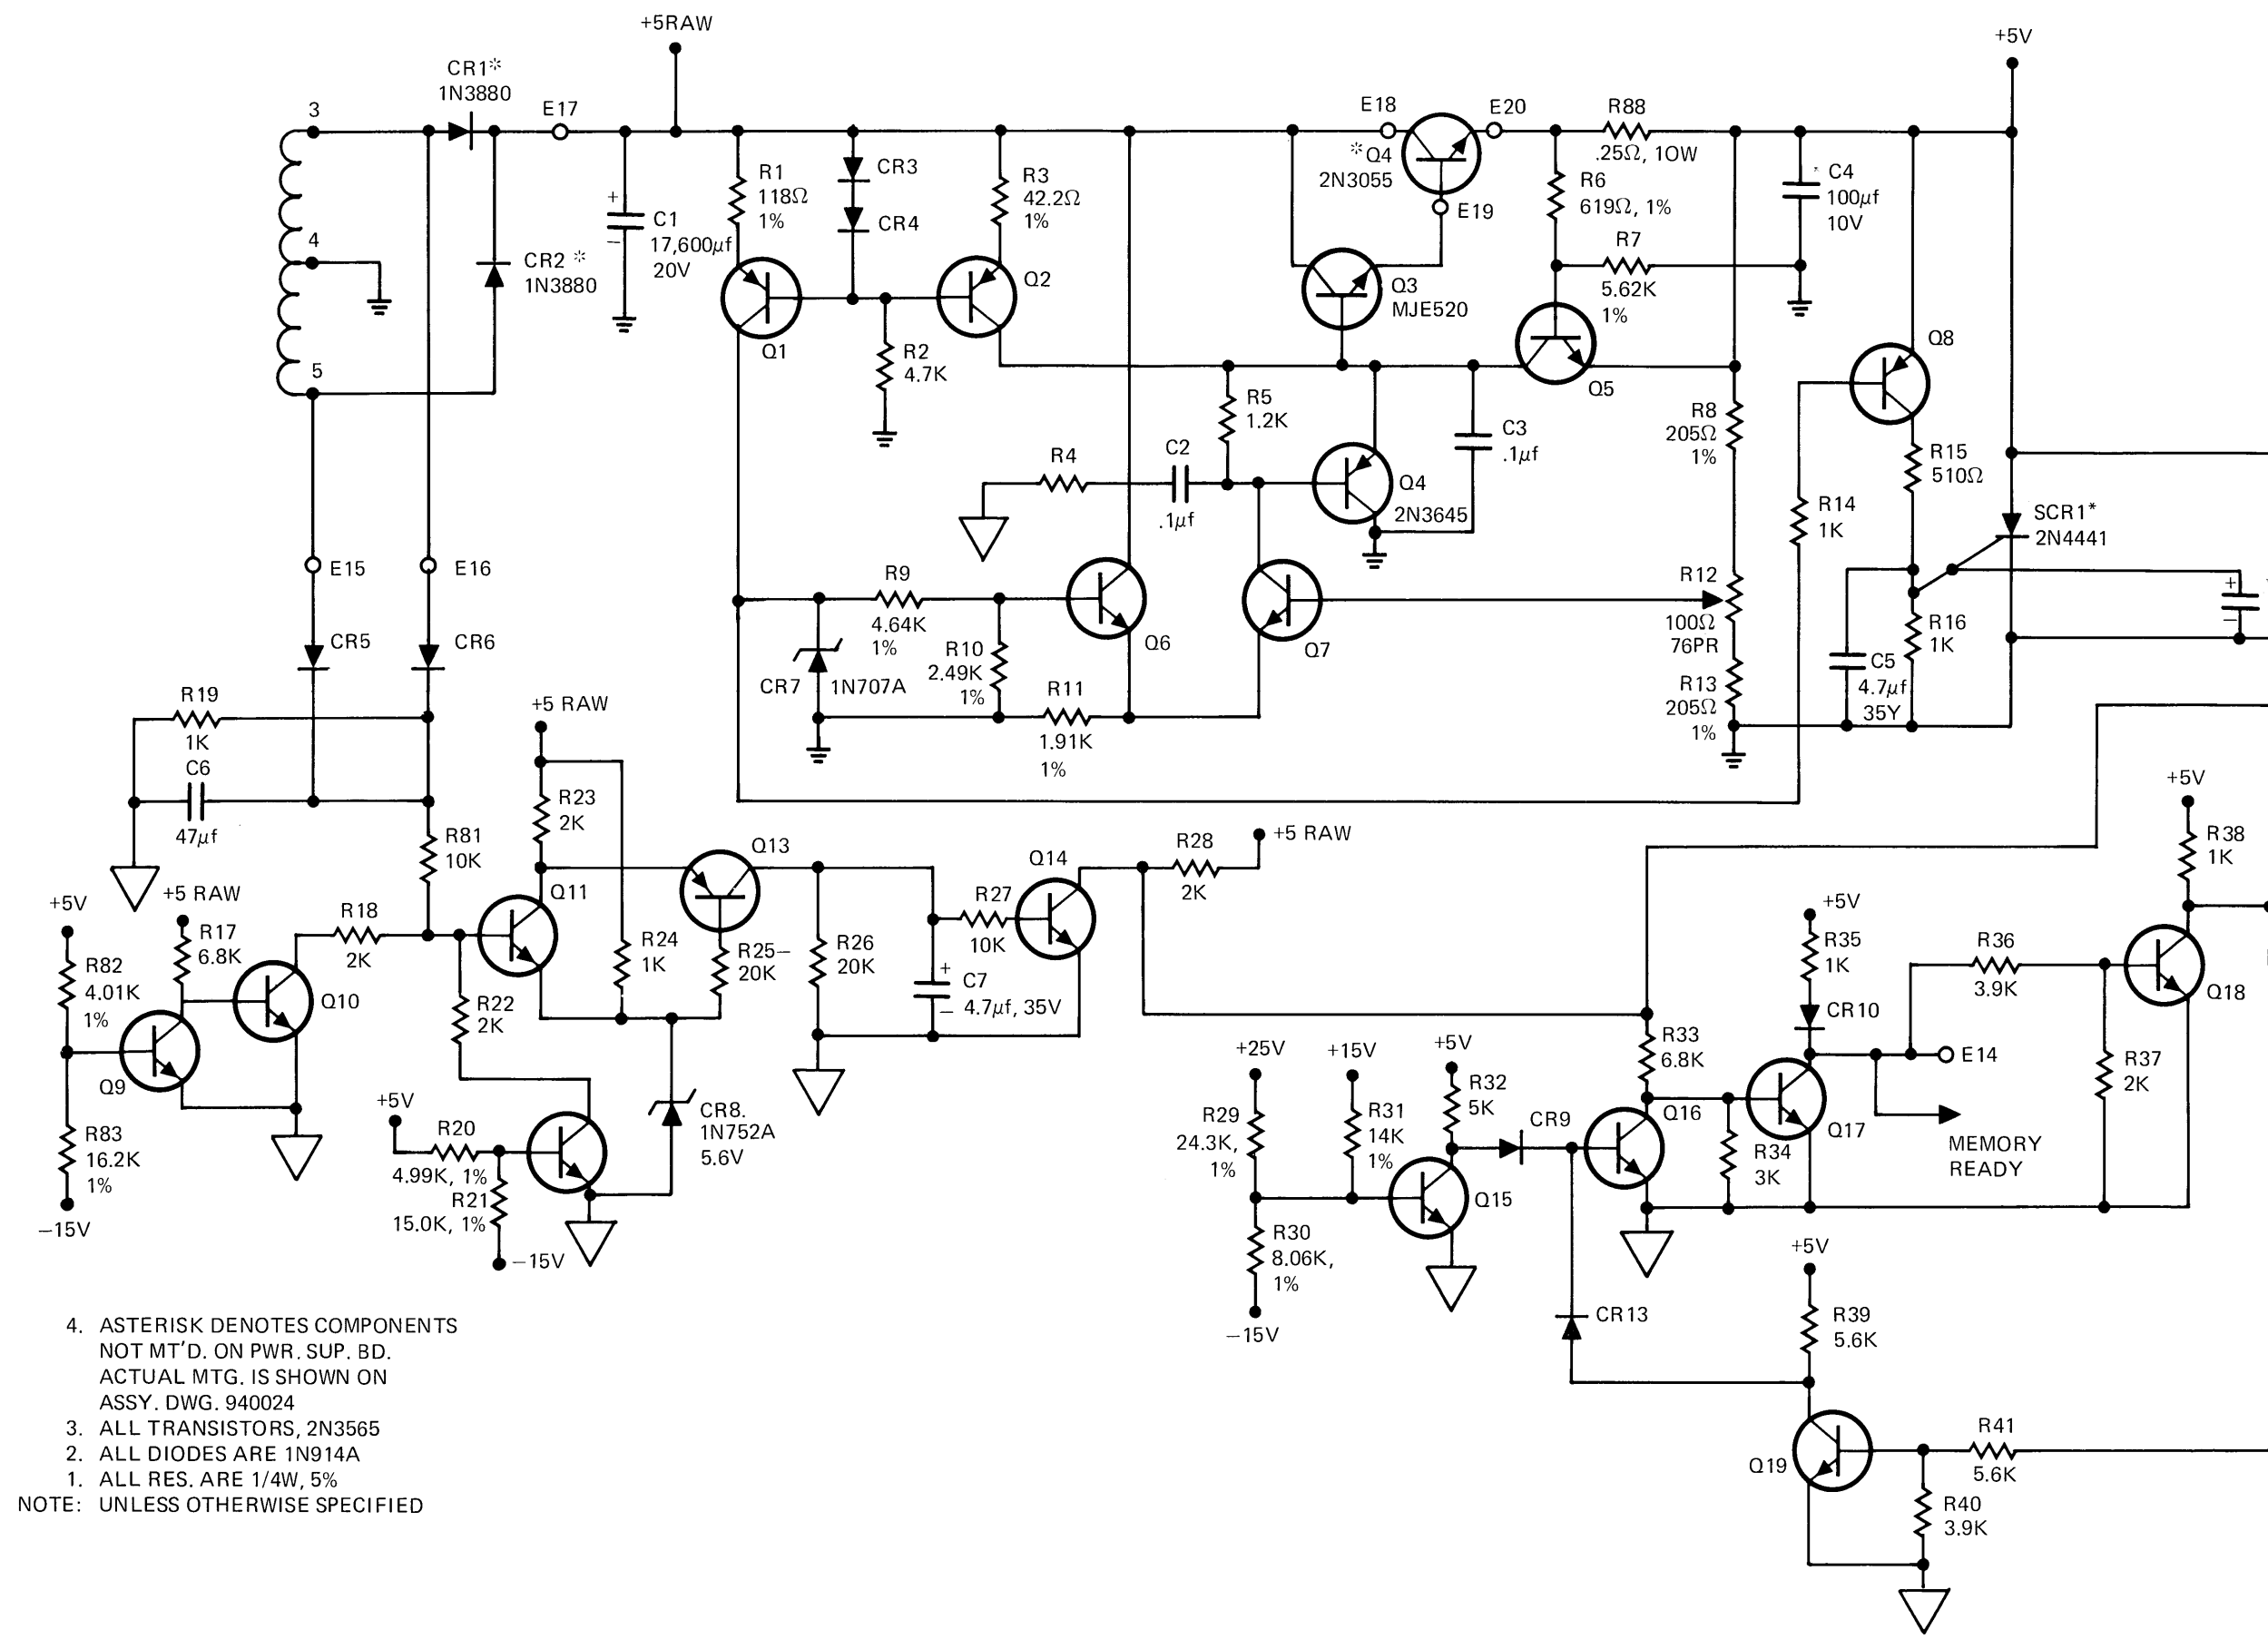 +5RAW
+5V
CR1*
1N3880
3
E17
E18
E20
R88
.25Ω, 10W
*Q4
2N3055
E19
R1
118Ω
1%
CR3
CR4
R3
42.2Ω
1%
R6
619Ω, 1%
C4
100μf
10V
+
C1
−
17,600μf
20V
4
CR2 *
1N3880
R7
5.62K
1%
Q2
Q3
MJE520
Q1
R2
4.7K
5
Q5
Q8
R5
1.2K
R8
205Ω
1%
C3
.1μf
R4
C2
.1μf
Q4
2N3645
R15
510Ω
R14
1K
SCR1*
2N4441
E15
E16
R9
4.64K
1%
R12
100Ω
76PR
+
−
CR5
CR6
R10
2.49K
1%
Q6
Q7
R16
1K
CR7
1N707A
R11
1.91K
1%
R13
205Ω
1%
C5
4.7μf
35Y
R19
1K
C6
47μf
+5 RAW
R23
2K
R81
10K
Q13
Q14
R28
2K
+5 RAW
+5V
R38
1K
+5V
+5 RAW
R17
6.8K
R18
2K
Q11
R24
1K
R25−
20K
R26
20K
R27
10K
+
C7
−
4.7μf, 35V
+5V
R35
1K
R36
3.9K
R82
4.01K
1%
Q10
R22
2K
CR10
Q18
Q9
+25V
+15V
+5V
R33
6.8K
E14
R37
2K
R83
16.2K
1%
−15V
+5V
R20
4.99K, 1%
R21
15.0K, 1%
−15V
CR8.
1N752A
5.6V
R29
24.3K,
1%
R31
14K
1%
R32
5K
CR9
Q16
Q17
R34
3K
MEMORY
READY
Q15
R30
8.06K,
1%
−15V
CR13
+5V
R39
5.6K
Q19
R41
5.6K
R40
3.9K
4. ASTERISK DENOTES COMPONENTS
NOT MT'D. ON PWR. SUP. BD.
ACTUAL MTG. IS SHOWN ON
ASSY. DWG. 940024
3. ALL TRANSISTORS, 2N3565
2. ALL DIODES ARE 1N914A
1. ALL RES. ARE 1/4W, 5%
NOTE: UNLESS OTHERWISE SPECIFIED